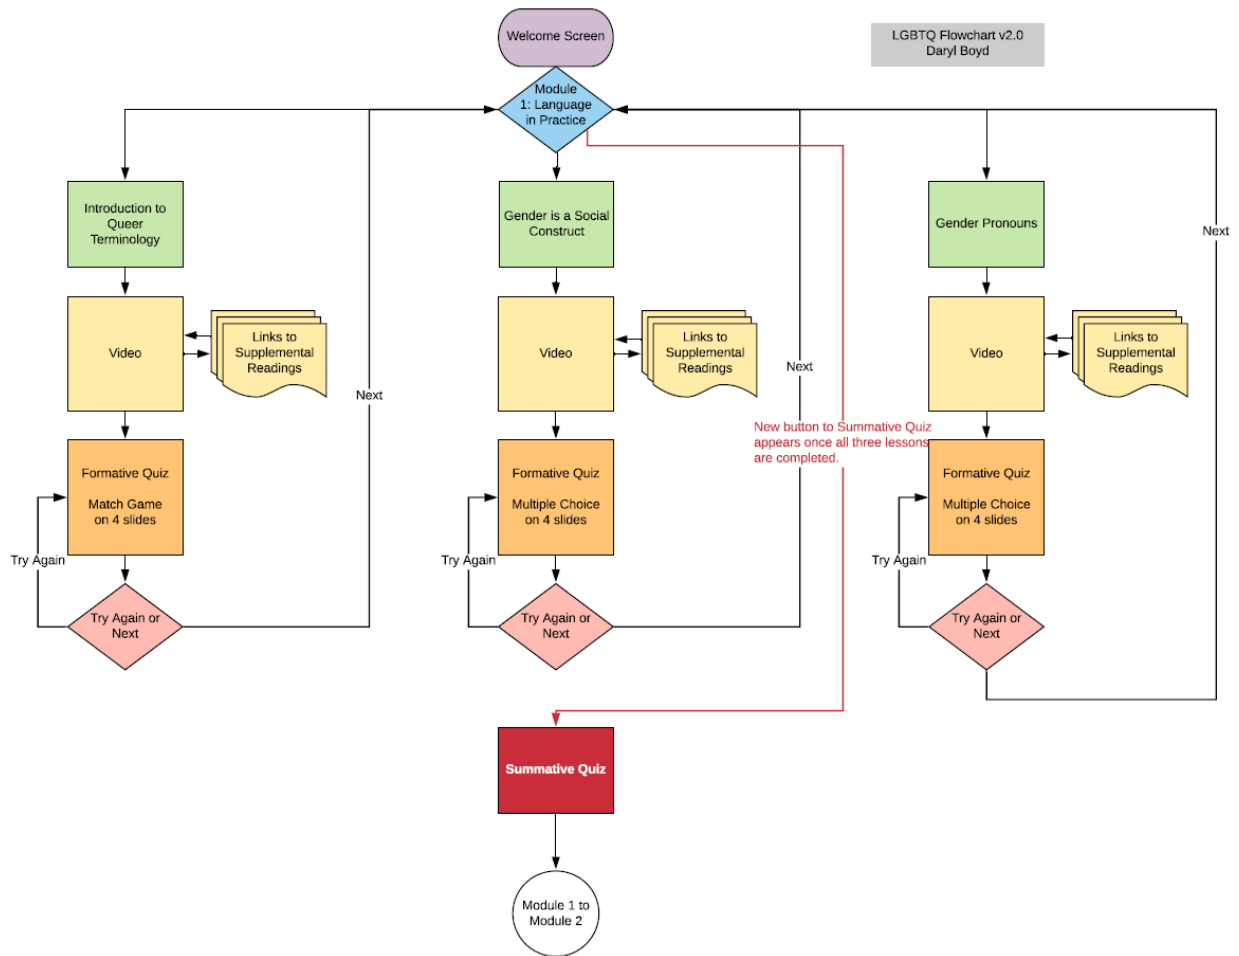 Welcome Screen
LGBTQ Flowchart v2.0
Daryl Boyd
Module
1: Language
in Practice
Introduction to
Queer
Terminology
Gender is a Social
Construct
Gender Pronouns
Next
Video
Links to
Supplemental
Readings
Video
Links to
Supplemental
Readings
Video
Links to
Supplemental
Readings
Next
Next
New button to Summative Quiz
appears once all three lessons
are completed.
Formative Quiz
Match Game
on 4 slides
Formative Quiz
Multiple Choice
on 4 slides
Formative Quiz
Multiple Choice
on 4 slides
Try Again
Try Again
Try Again
Try Again or
Next
Try Again or
Next
Try Again or
Next
Summative Quiz
Module 1 to
Module 2